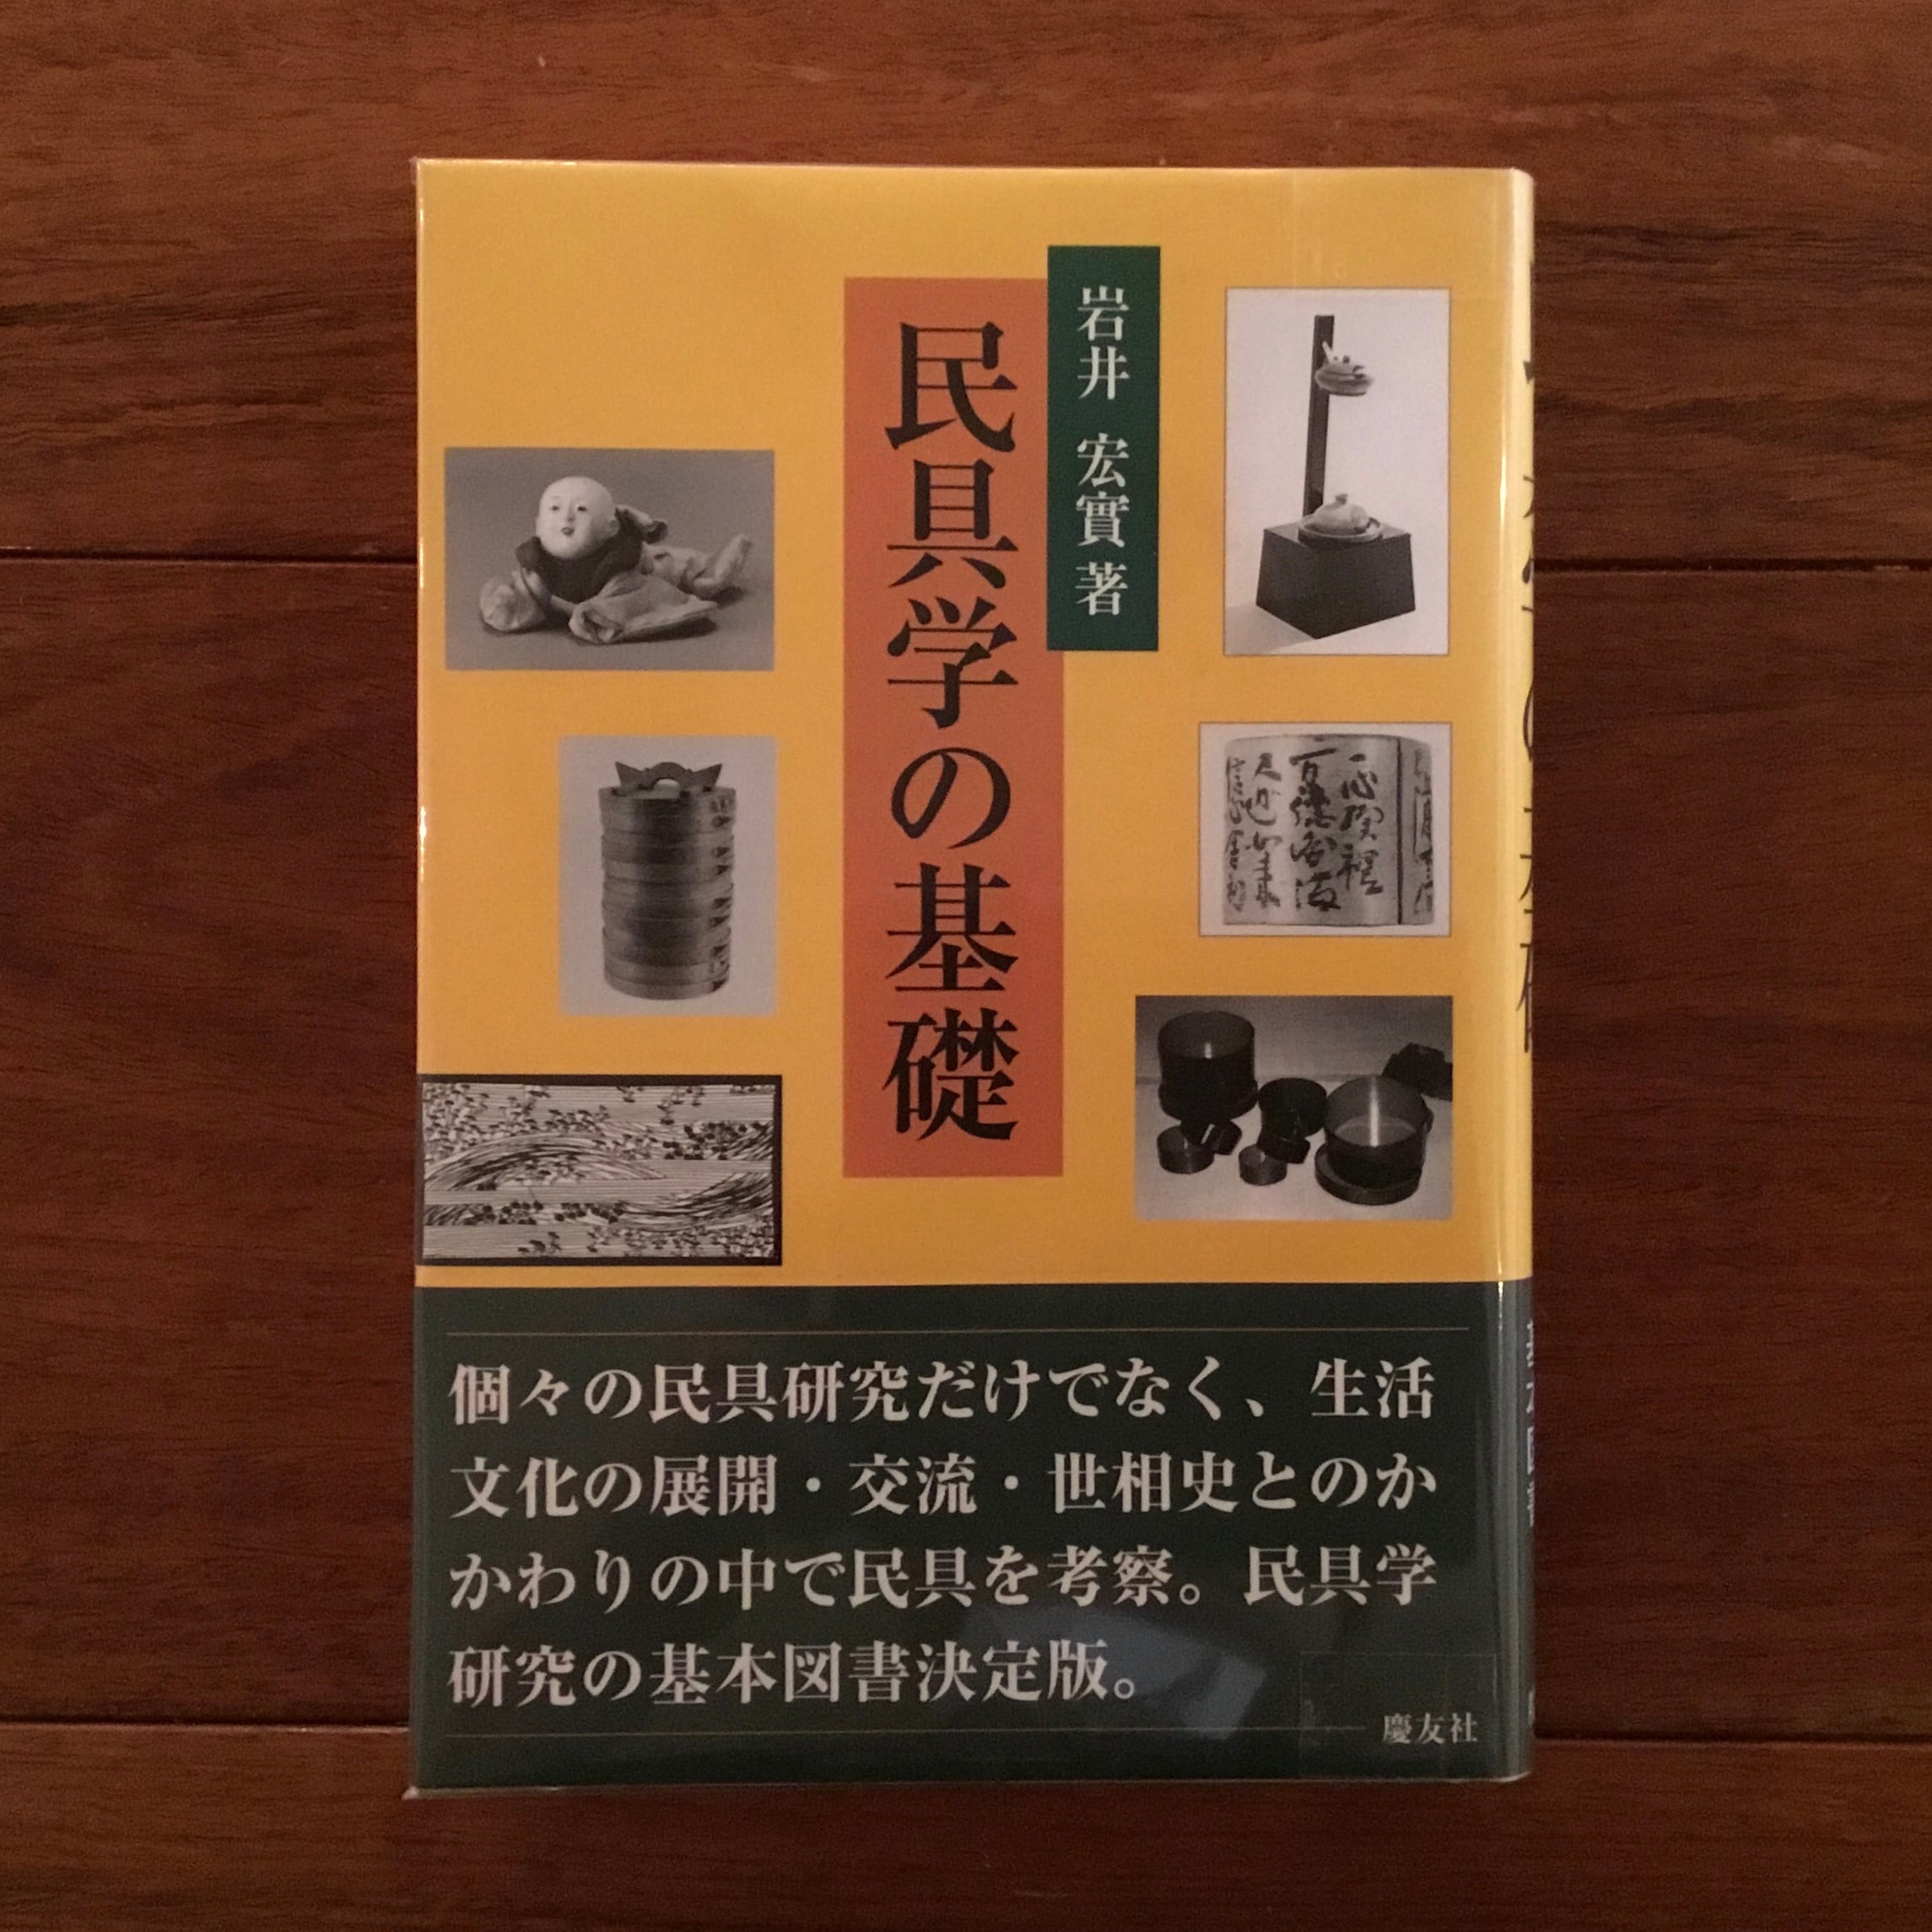 岩井 宏實 著
民具学の基礎
個々の民具研究だけでなく、生活
文化の展開・交流・世相史とのか
かわりの中で民具を考察。民具学
研究の基本図書決定版。
慶友社